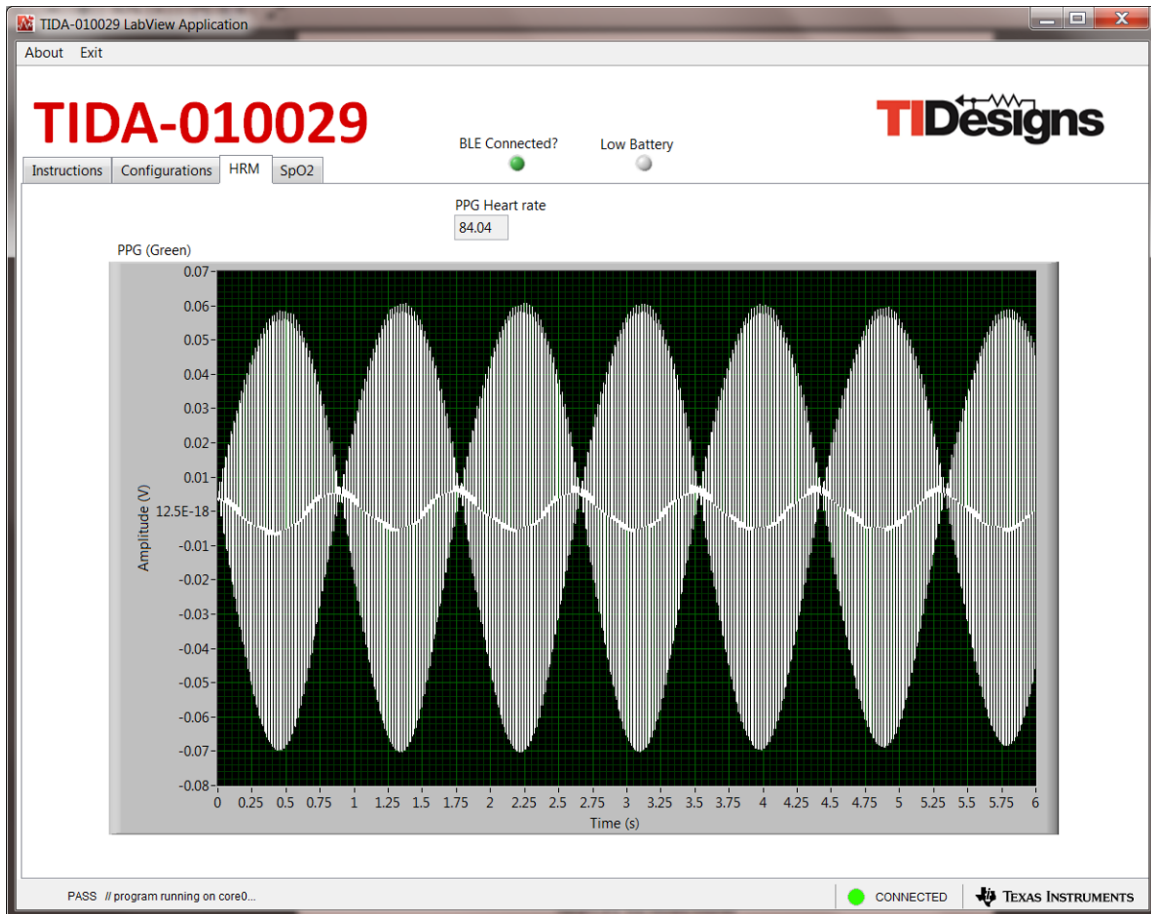 TIDA-010029 LabView Application
About Exit
TIDA-010029
TIDesigns
BLE Connected? Low Battery
Instructions Configurations HRM SpO2
PPG Heart rate
84.04
PPG (Green)
0.07
0.06
0.05
0.04
0.03
0.02
0.01
12.5E-18
-0.01
-0.02
-0.03
-0.04
-0.05
-0.06
-0.07
-0.08
Amplitude (V)
0 0.25 0.5 0.75 1 1.25 1.5 1.75 2 2.25 2.5 2.75 3 3.25 3.5 3.75 4 4.25 4.5 4.75 5 5.25 5.5 5.75 6
Time (s)
PASS // program running on core0...
CONNECTED
TEXAS INSTRUMENTS